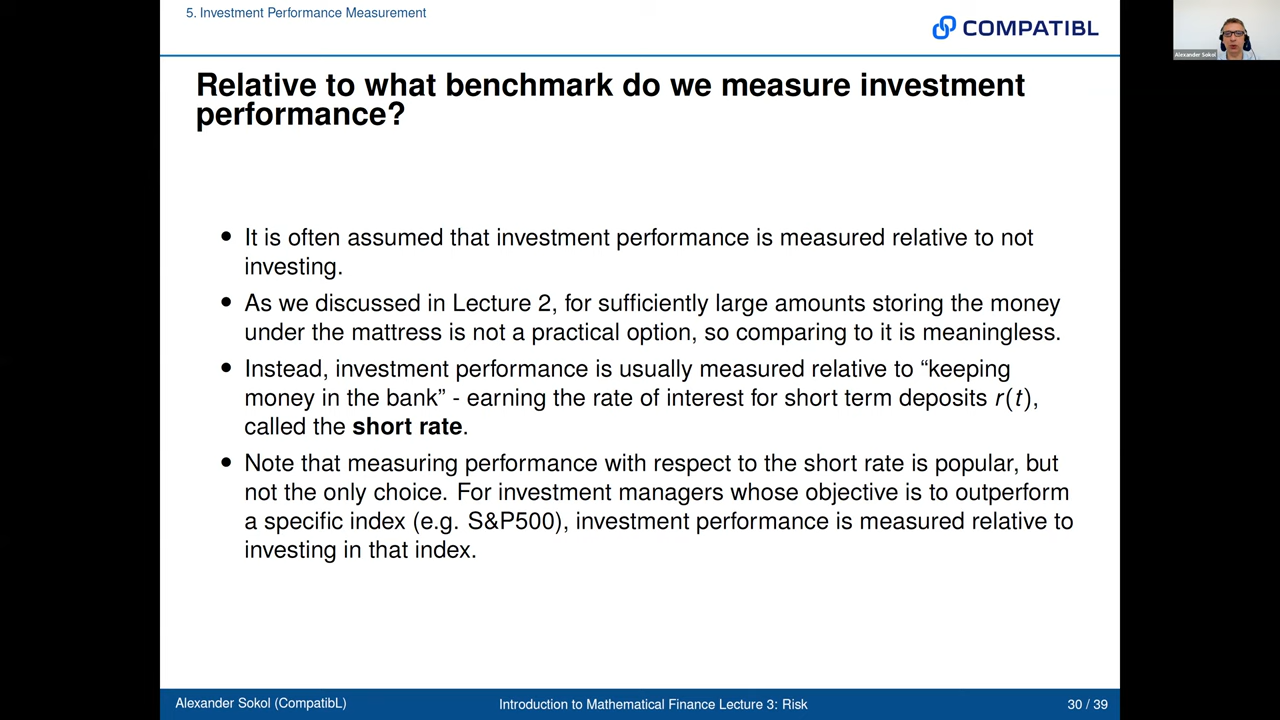 5. Investment Performance Measurement
COMPATIBL
Alexander Sokol
Relative to what benchmark do we measure investment
performance?
• It is often assumed that investment performance is measured relative to not
investing.
• As we discussed in Lecture 2, for sufficiently large amounts storing the money
under the mattress is not a practical option, so comparing to it is meaningless.
• Instead, investment performance is usually measured relative to “keeping
money in the bank” - earning the rate of interest for short term deposits r(t),
called the short rate.
• Note that measuring performance with respect to the short rate is popular, but
not the only choice. For investment managers whose objective is to outperform
a specific index (e.g. S&P500), investment performance is measured relative to
investing in that index.
Alexander Sokol (CompatibL)
Introduction to Mathematical Finance Lecture 3: Risk
30 / 39